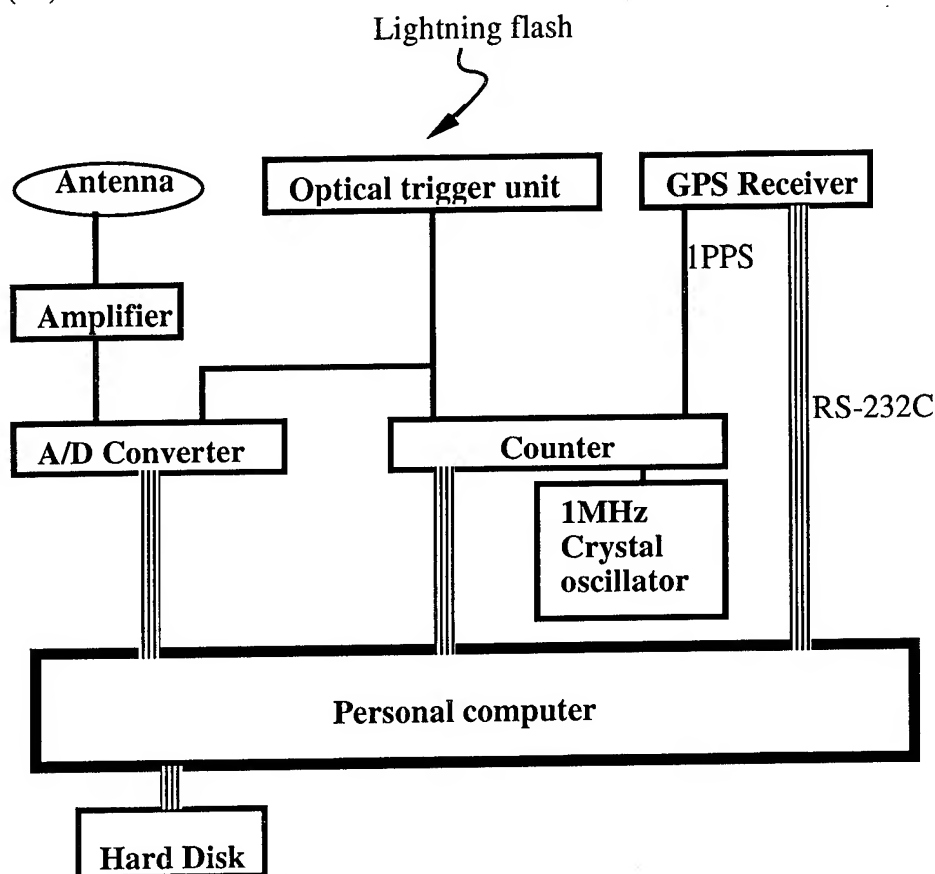 Lightning flash
Antenna
Optical trigger unit
GPS Receiver
1PPS
Amplifier
RS-232C
A/D Converter
Counter
1MHz
Crystal
oscillator
Personal computer
Hard Disk